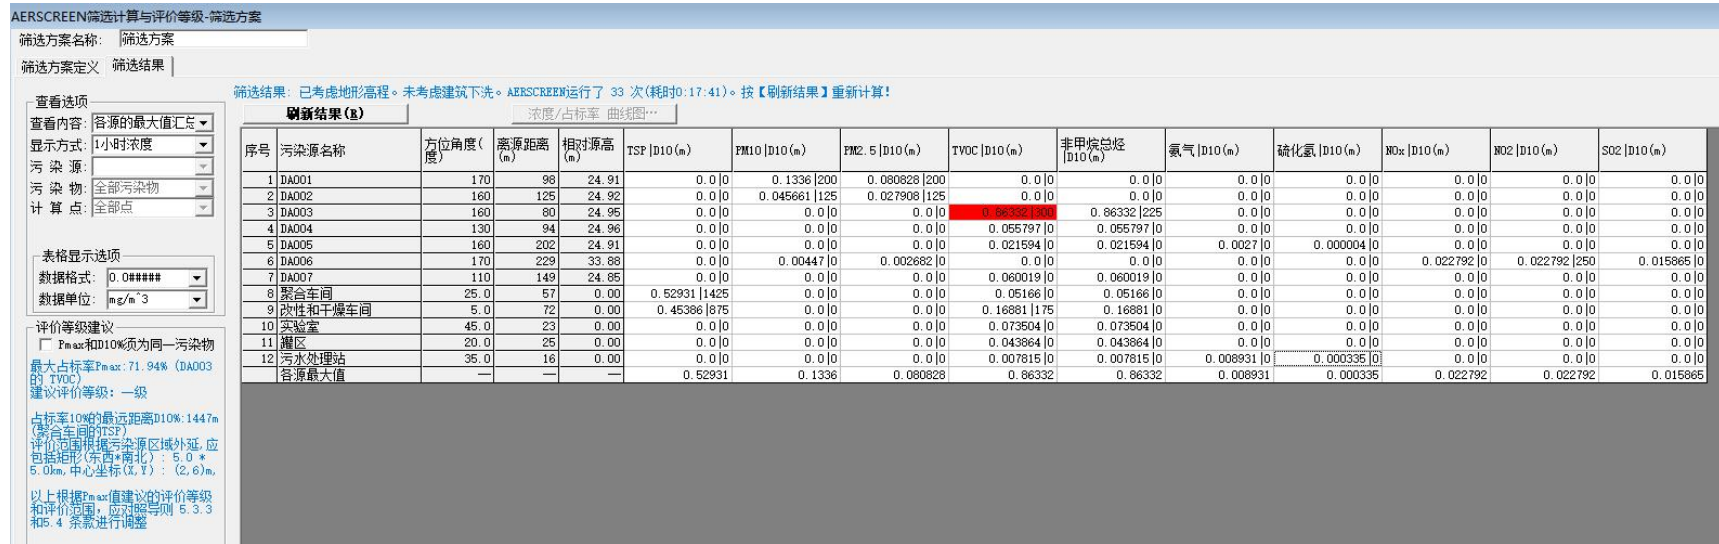 AERSCREEN筛选计算与评价等级-筛选方案
筛选方案名称: 筛选方案
筛选方案定义 筛选结果
筛选结果: 已考虑地形高程。未考虑建筑下洗。AERSCREEN运行了 33 次(耗时0:17:41)。按【刷新结果】重新计算!
刷新结果(R) 浓度/占标率 曲线图…
查看选项
查看内容: 各源的最大值汇总
显示方式: 1小时浓度
污 染 源:
污 染 物: 全部污染物
计 算 点: 全部点
表格显示选项
数据格式: 0.0#####
数据单位: mg/m^3
评价等级建议
Pmax和D10%须为同一污染物
最大占标率Pmax:71.94% (DA003
的 TVOC)
建议评价等级: 一级
占标率10%的最远距离D10%:1447m
(聚合车间的TSP)
评价范围根据污染源区域外延,应
包括矩形(东西*南北): 5.0 *
5.0km,中心坐标(X,Y): (2,6)m,
以上根据Pmax值建议的评价等级
和评价范围,应对照导则 5.3.3
和5.4 条款进行调整
序号 污染源名称 方位角度(度) 离源距离(m) 相对源高(m) TSP|D10(m) PM10|D10(m) PM2.5|D10(m) TVOC|D10(m) 非甲烷总烃|D10(m) 氨气|D10(m) 硫化氢|D10(m) NOx|D10(m) NO2|D10(m) SO2|D10(m)
1 DA001 170 98 24.91 0.0|0 0.1336|200 0.080828|200 0.0|0 0.0|0 0.0|0 0.0|0 0.0|0 0.0|0 0.0|0
2 DA002 160 125 24.92 0.0|0 0.045661|125 0.027908|125 0.0|0 0.0|0 0.0|0 0.0|0 0.0|0 0.0|0 0.0|0
3 DA003 160 80 24.95 0.0|0 0.0|0 0.0|0 0.86332|300 0.86332|225 0.0|0 0.0|0 0.0|0 0.0|0 0.0|0
4 DA004 130 94 24.96 0.0|0 0.0|0 0.0|0 0.055797|0 0.055797|0 0.0|0 0.0|0 0.0|0 0.0|0 0.0|0
5 DA005 160 202 24.91 0.0|0 0.0|0 0.0|0 0.021594|0 0.021594|0 0.0027|0 0.000004|0 0.0|0 0.0|0 0.0|0
6 DA006 170 229 33.88 0.0|0 0.00447|0 0.002682|0 0.0|0 0.0|0 0.0|0 0.0|0 0.022792|0 0.022792|250 0.015865|0
7 DA007 110 149 24.85 0.0|0 0.0|0 0.0|0 0.060019|0 0.060019|0 0.0|0 0.0|0 0.0|0 0.0|0 0.0|0
8 聚合车间 25.0 57 0.00 0.52931|1425 0.0|0 0.0|0 0.05166|0 0.05166|0 0.0|0 0.0|0 0.0|0 0.0|0 0.0|0
9 改性和干燥车间 5.0 72 0.00 0.45386|875 0.0|0 0.0|0 0.16881|175 0.16881|0 0.0|0 0.0|0 0.0|0 0.0|0 0.0|0
10 实验室 45.0 23 0.00 0.0|0 0.0|0 0.0|0 0.073504|0 0.073504|0 0.0|0 0.0|0 0.0|0 0.0|0 0.0|0
11 罐区 20.0 25 0.00 0.0|0 0.0|0 0.0|0 0.043864|0 0.043864|0 0.0|0 0.0|0 0.0|0 0.0|0 0.0|0
12 污水处理站 35.0 16 0.00 0.0|0 0.0|0 0.0|0 0.007815|0 0.007815|0 0.008931|0 0.000335|0 0.0|0 0.0|0 0.0|0
各源最大值 — — — 0.52931 0.1336 0.080828 0.86332 0.86332 0.008931 0.000335 0.022792 0.022792 0.015865